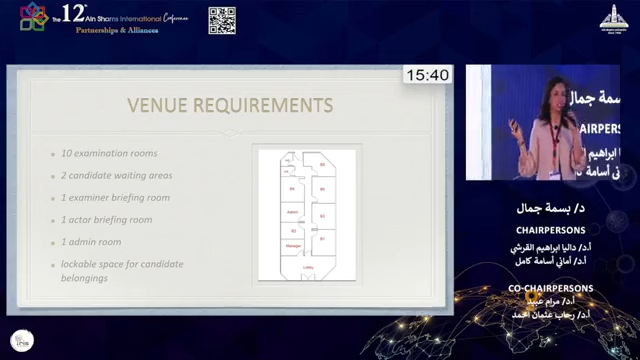 The 12th Ain Shams International Conference
Partnerships & Alliances
15:40
VENUE REQUIREMENTS
10 examination rooms
2 candidate waiting areas
1 examiner briefing room
1 actor briefing room
1 admin room
lockable space for candidate
belongings
Admin
Manager
Lobby
بسمة جمال
د/ بسمة جمال
CHAIRPERSONS
أ.د/ داليا ابراهيم القرشي
أ.د/ أماني أسامة كامل
CO-CHAIRPERSONS
أ.د/ مرام عبيد
أ.د/ رحاب عثمان احمد